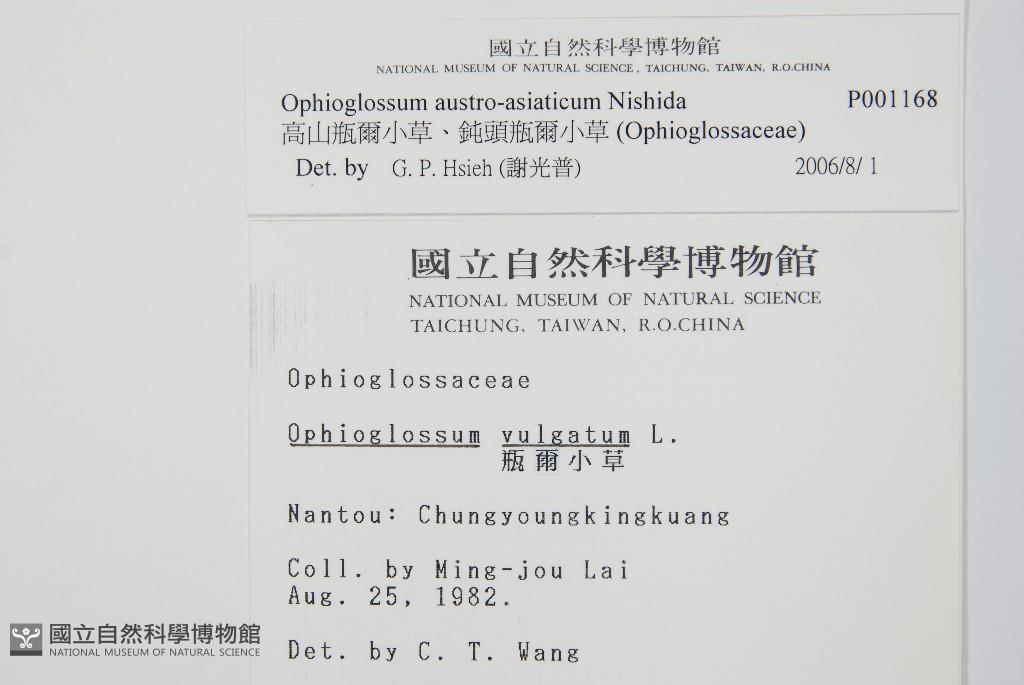 國立自然科學博物館
NATIONAL MUSEUM OF NATURAL SCIENCE, TAICHUNG, TAIWAN, R.O.CHINA
Ophioglossum austro-asiaticum Nishida P001168
高山瓶爾小草、鈍頭瓶爾小草 (Ophioglossaceae)
Det. by G. P. Hsieh (謝光普) 2006/8/ 1
國立自然科學博物館
NATIONAL MUSEUM OF NATURAL SCIENCE
TAICHUNG, TAIWAN, R.O.CHINA
Ophioglossaceae
Ophioglossum vulgatum L.
瓶爾小草
Nantou: Chungyoungkingkuang
Coll. by Ming-jou Lai
Aug. 25, 1982.
Det. by C. T. Wang
國立自然科學博物館
NATIONAL MUSEUM OF NATURAL SCIENCE